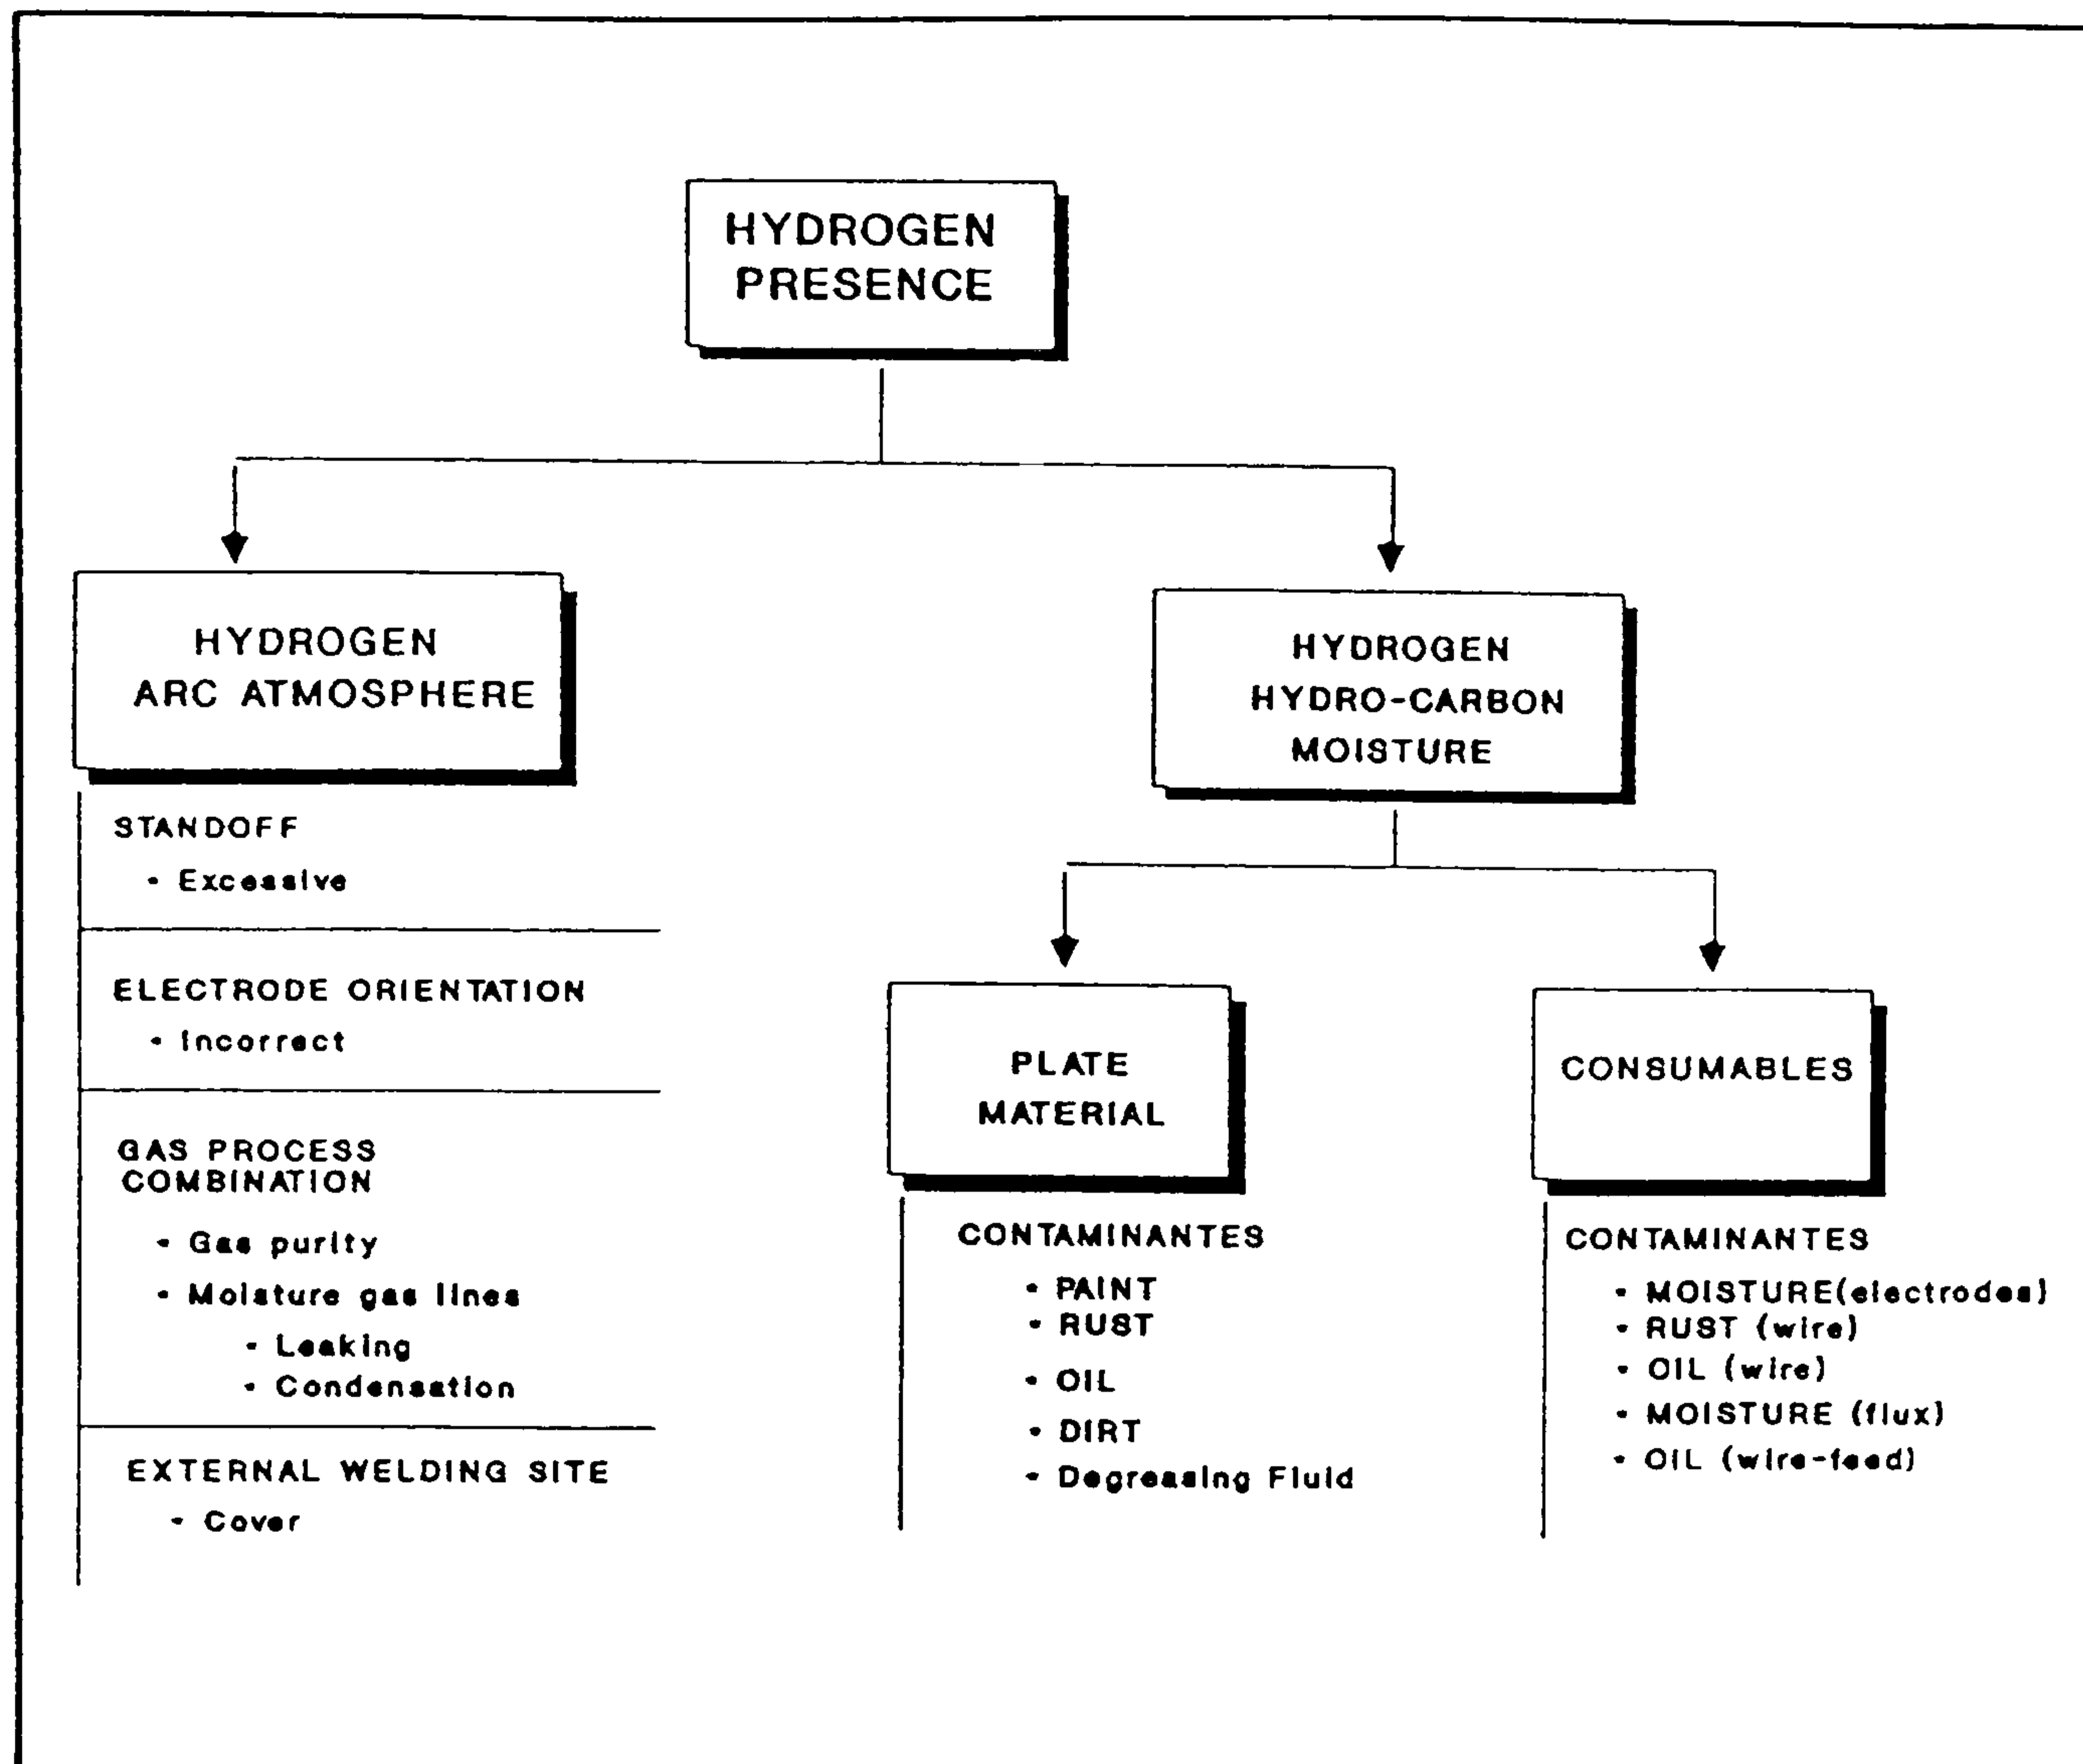 HYDROGEN
PRESENCE
HYDROGEN
ARC ATMOSPHERE
HYDROGEN
HYDRO-CARBON
MOISTURE
STANDOFF
- Excessive
ELECTRODE ORIENTATION
- Incorrect
GAS PROCESS
COMBINATION
- Gas purity
- Moisture gas lines
- Leaking
- Condensation
EXTERNAL WELDING SITE
- Cover
PLATE
MATERIAL
CONTAMINANTES
- PAINT
- RUST
- OIL
- DIRT
- Degreasing Fluid
CONSUMABLES
CONTAMINANTES
- MOISTURE(electrodes)
- RUST (wire)
- OIL (wire)
- MOISTURE (flux)
- OIL (wire-feed)